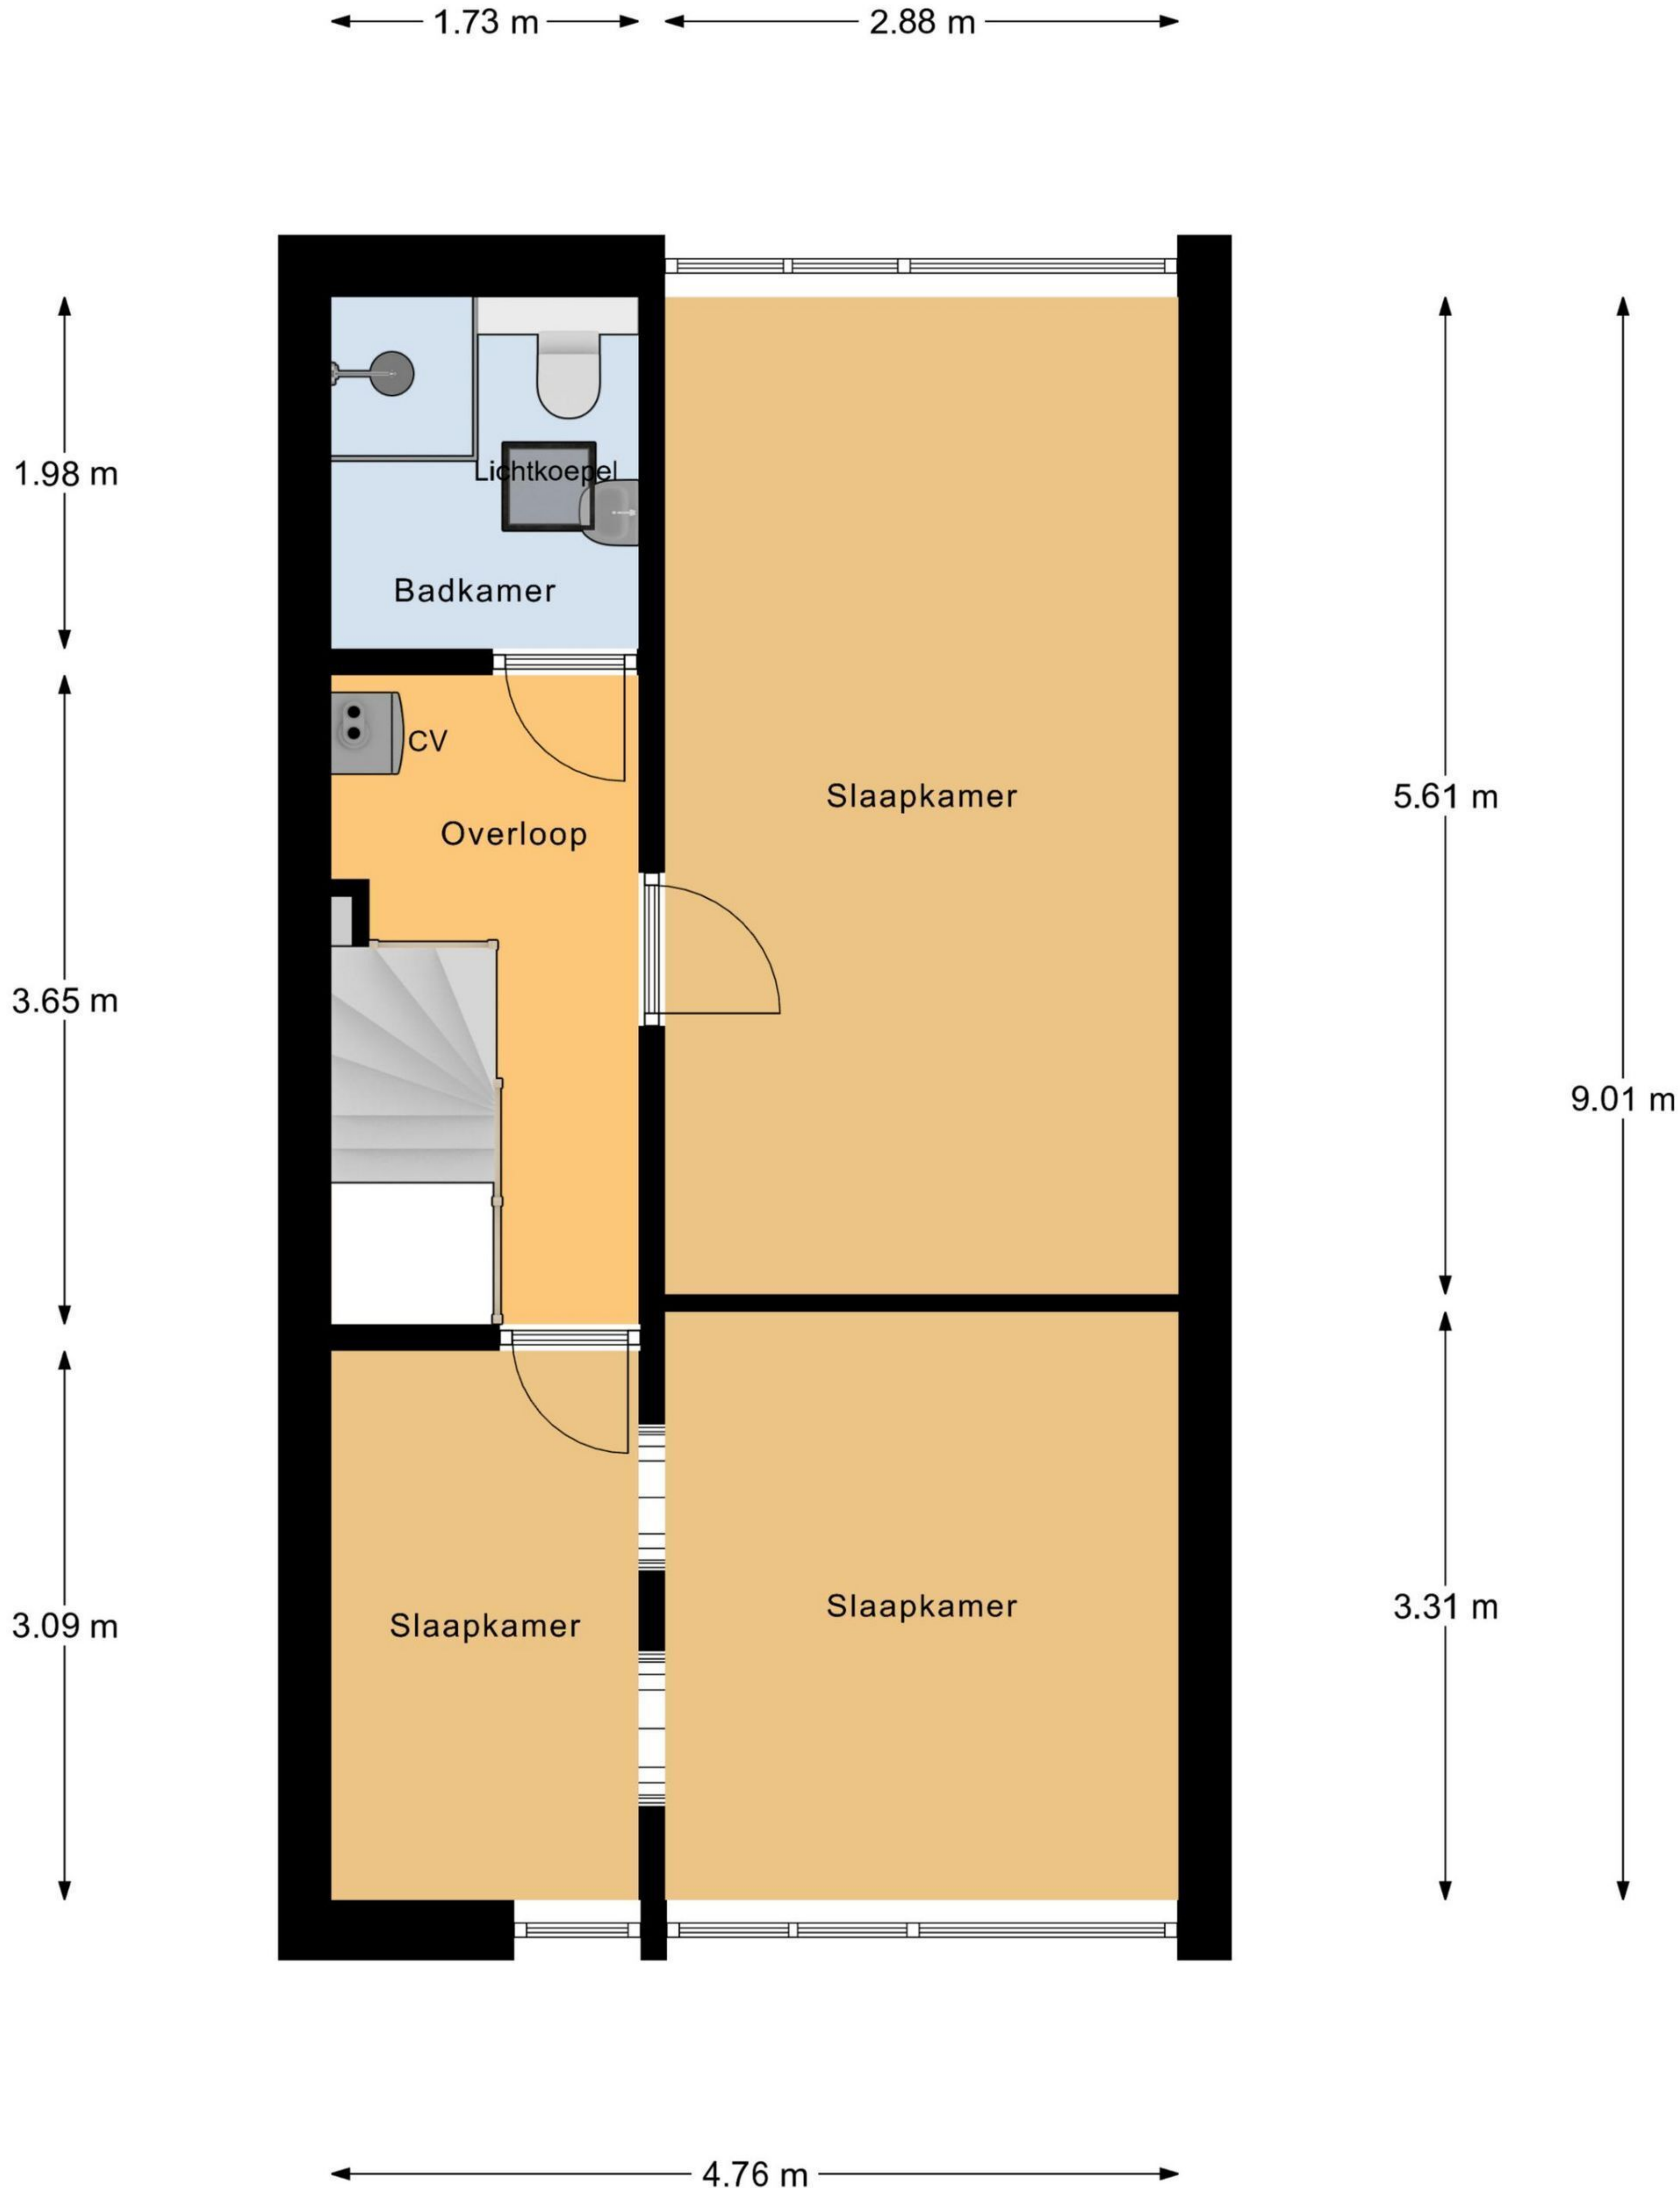 1.73 m
2.88 m
1.98 m
Lichtkoepel
Badkamer
CV
Overloop
Slaapkamer
5.61 m
3.65 m
9.01 m
Slaapkamer
Slaapkamer
3.09 m
3.31 m
4.76 m